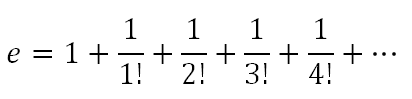 e = 1 + 1/1! + 1/2! + 1/3! + 1/4! + ⋯